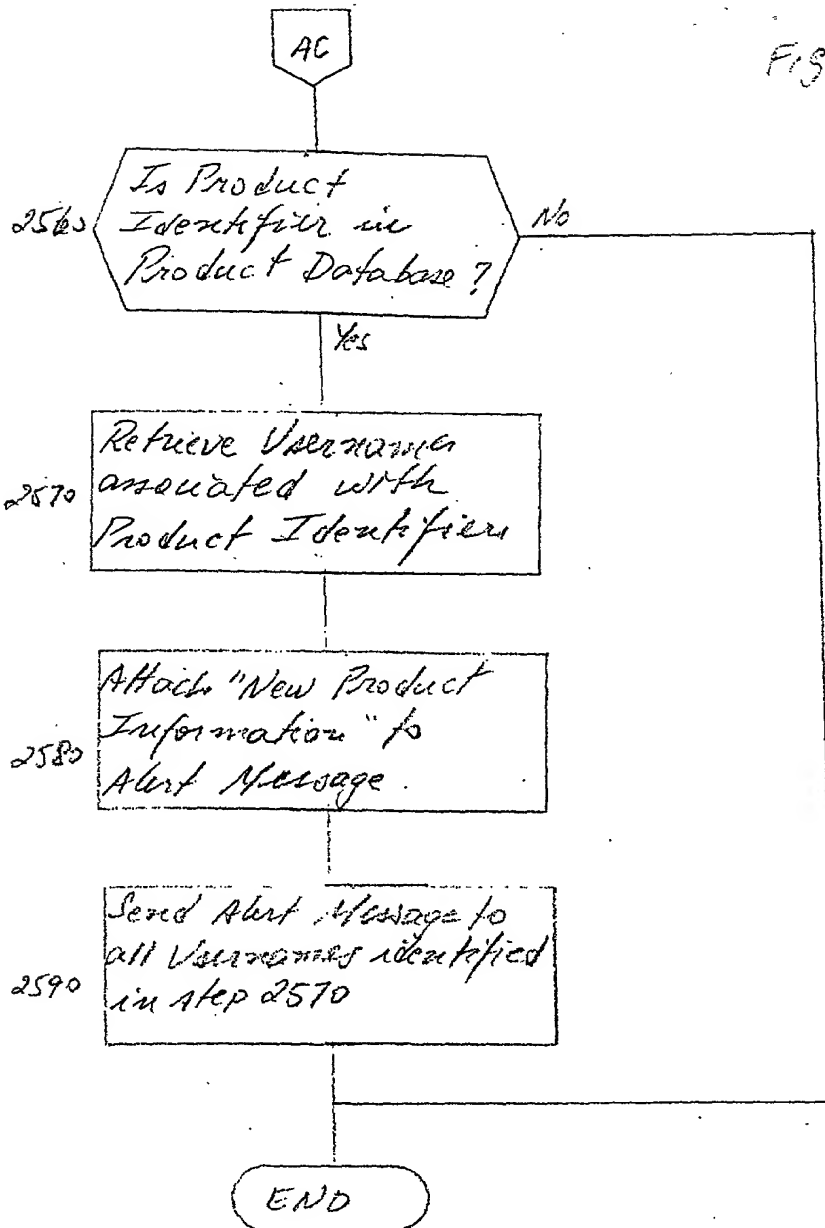 AC
Fig
Is Product
2560
Identifier in
No
Product Database?
Yes
Retrieve Usernames
2570
associated with
Product Identifier
Attach "New Product
Information" to
2580
Alert Message.
Send Alert Message to
all Usernames identified
2590
in step 2570
END